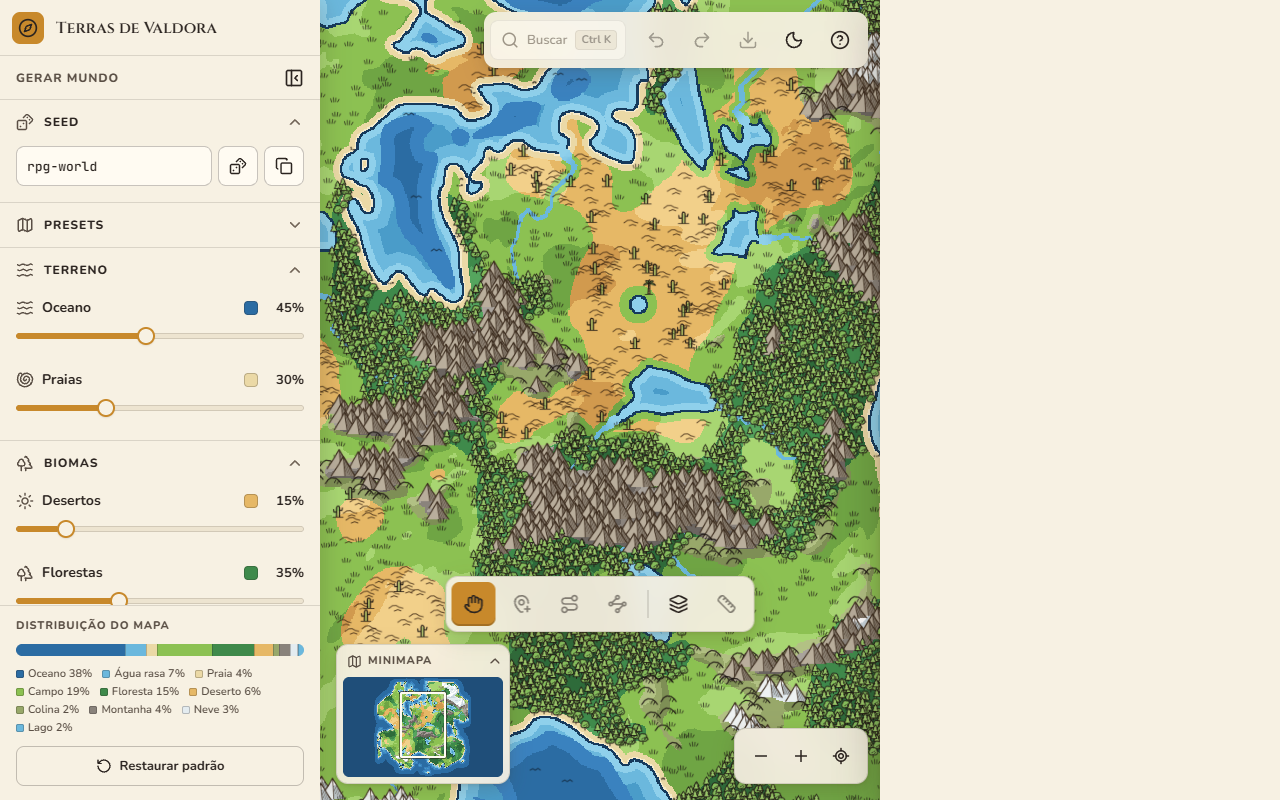 Terras de Valdora
GERAR MUNDO
SEED
rpg-world
PRESETS
TERRENO
Oceano 45%
Praias 30%
BIOMAS
Desertos 15%
Florestas 35%
DISTRIBUIÇÃO DO MAPA
Oceano 38% Água rasa 7% Praia 4%
Campo 19% Floresta 15% Deserto 6%
Colina 2% Montanha 4% Neve 3%
Lago 2%
Restaurar padrão
Buscar Ctrl K
MINIMAPA